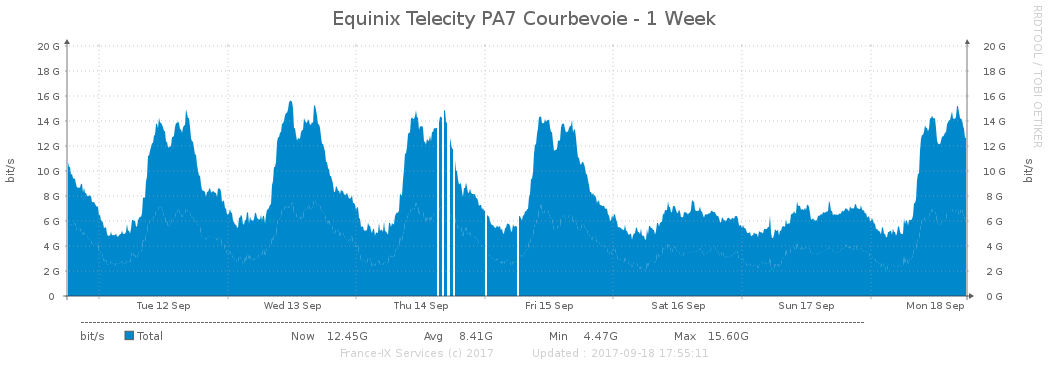 Equinix Telecity PA7 Courbevoie - 1 Week
RRDTOOL / TOBI OETIKER
bit/s
20 G 20 G
18 G 18 G
16 G 16 G
14 G 14 G
12 G 12 G
10 G 10 G
8 G 8 G
6 G 6 G
4 G 4 G
2 G 2 G
0 0 G
bit/s
Tue 12 Sep Wed 13 Sep Thu 14 Sep Fri 15 Sep Sat 16 Sep Sun 17 Sep Mon 18 Sep
bit/s Total Now 12.45G Avg 8.41G Min 4.47G Max 15.60G
France-IX Services (c) 2017 Updated : 2017-09-18 17:55:11